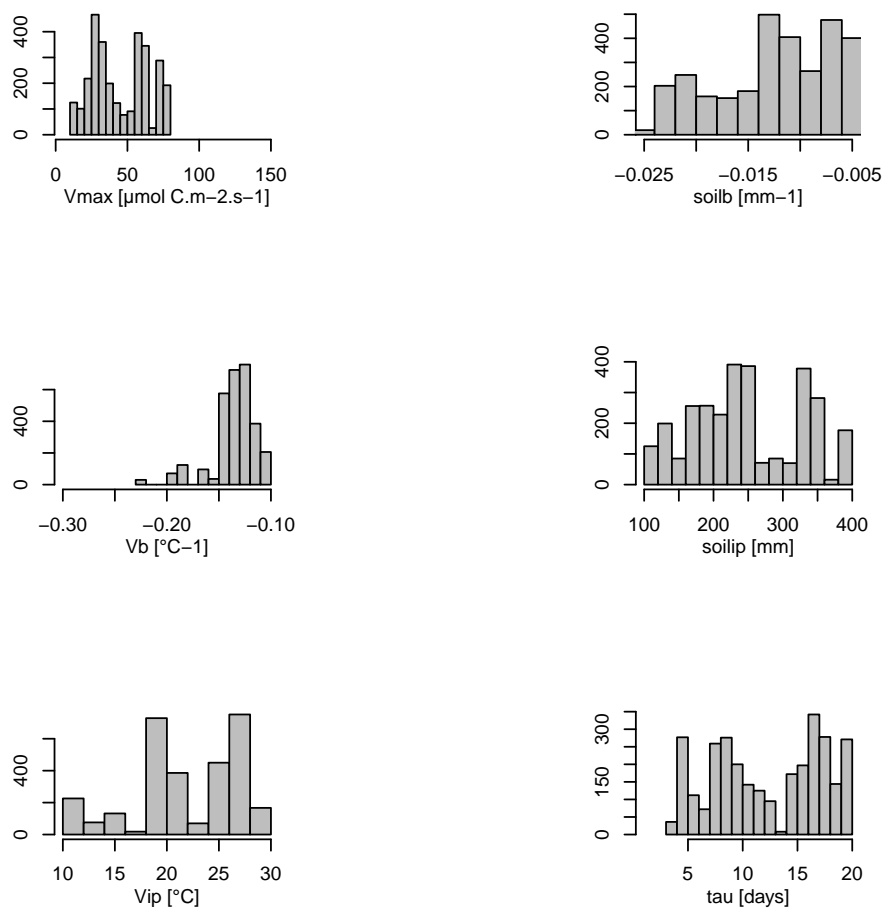 400
200
0
0 50 100 150
Vmax [µmol C.m−2.s−1]
400
200
0
−0.025 −0.015 −0.005
soilb [mm−1]
400
0
−0.30 −0.20 −0.10
Vb [°C−1]
400
200
0
100 200 300 400
soilip [mm]
400
0
10 15 20 25 30
Vip [°C]
300
150
0
5 10 15 20
tau [days]